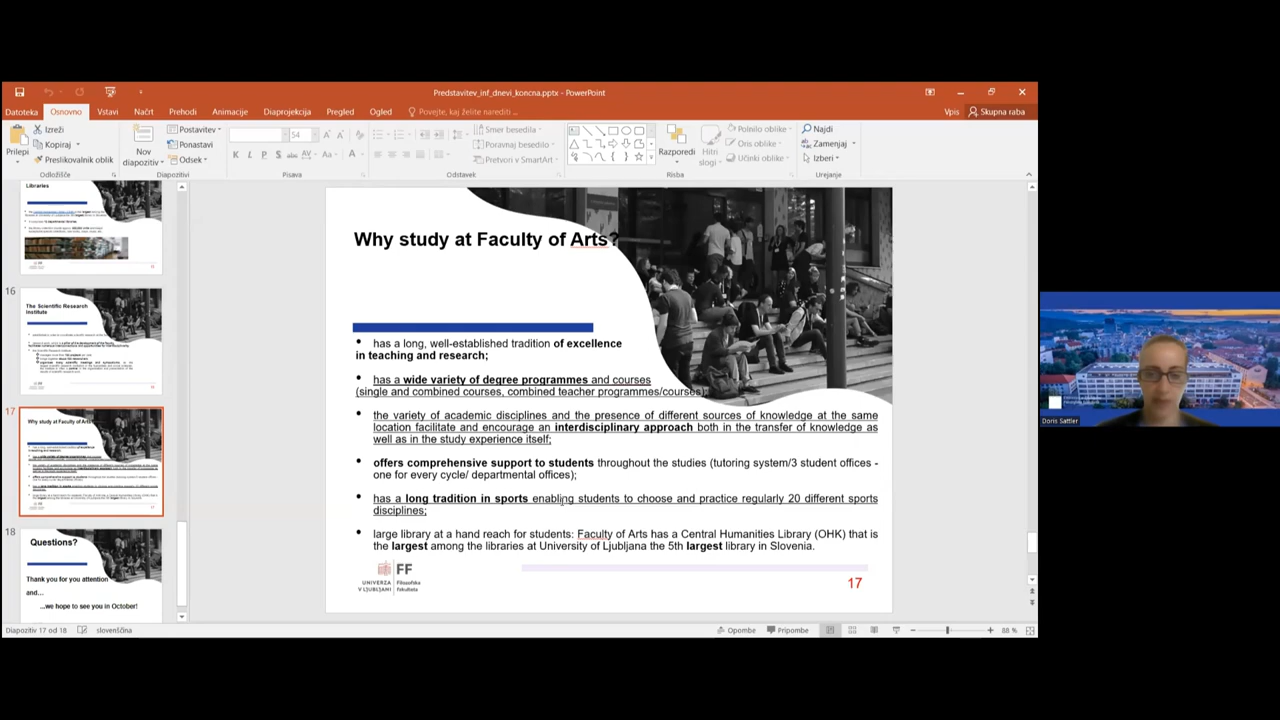 Predstavitev_inf_dnevi_koncna.pptx - PowerPoint
Datoteka Osnovno Vstavi Načrt Prehodi Animacije Diaprojekcija Pregled Ogled Povejte, kaj želite narediti ... Vpis Skupna raba
Prilepi
Izreži
Kopiraj
Preslikovalnik oblik
Odložišče
Nov diapozitiv
Postavitev
Ponastavi
Odsek
Diapozitivi
54
K L P S abc AV Aa A
Pisava
Smer besedila
Poravnaj besedilo
Pretvori v SmartArt
Odstavek
Razporedi
Hitri slogi
Polnilo oblike
Oris oblike
Učinki oblike
Risba
Najdi
Zamenjaj
Izberi
Urejanje
Libraries
16
The Scientific Research
Institute
17
Why study at Faculty of Arts?
18
Questions?
Thank you for you attention
and...
...we hope to see you in October!
Why study at Faculty of Arts?
• has a long, well-established tradition of excellence
in teaching and research;
• has a wide variety of degree programmes and courses
(single and combined courses, combined teacher programmes/courses);
• the variety of academic disciplines and the presence of different sources of knowledge at the same
location facilitate and encourage an interdisciplinary approach both in the transfer of knowledge as
well as in the study experience itself;
• offers comprehensive support to students throughout the studies (tutoring system/3 student offices -
one for every cycle/ departmental offices);
• has a long tradition in sports enabling students to choose and practice regularly 20 different sports
disciplines;
• large library at a hand reach for students: Faculty of Arts has a Central Humanities Library (OHK) that is
the largest among the libraries at University of Ljubljana the 5th largest library in Slovenia.
UNIVERZA
V LJUBLJANI
FF
Filozofska
fakulteta
17
Doris Sattler
Diapozitiv 17 od 18 slovenščina Opombe Pripombe 88 %